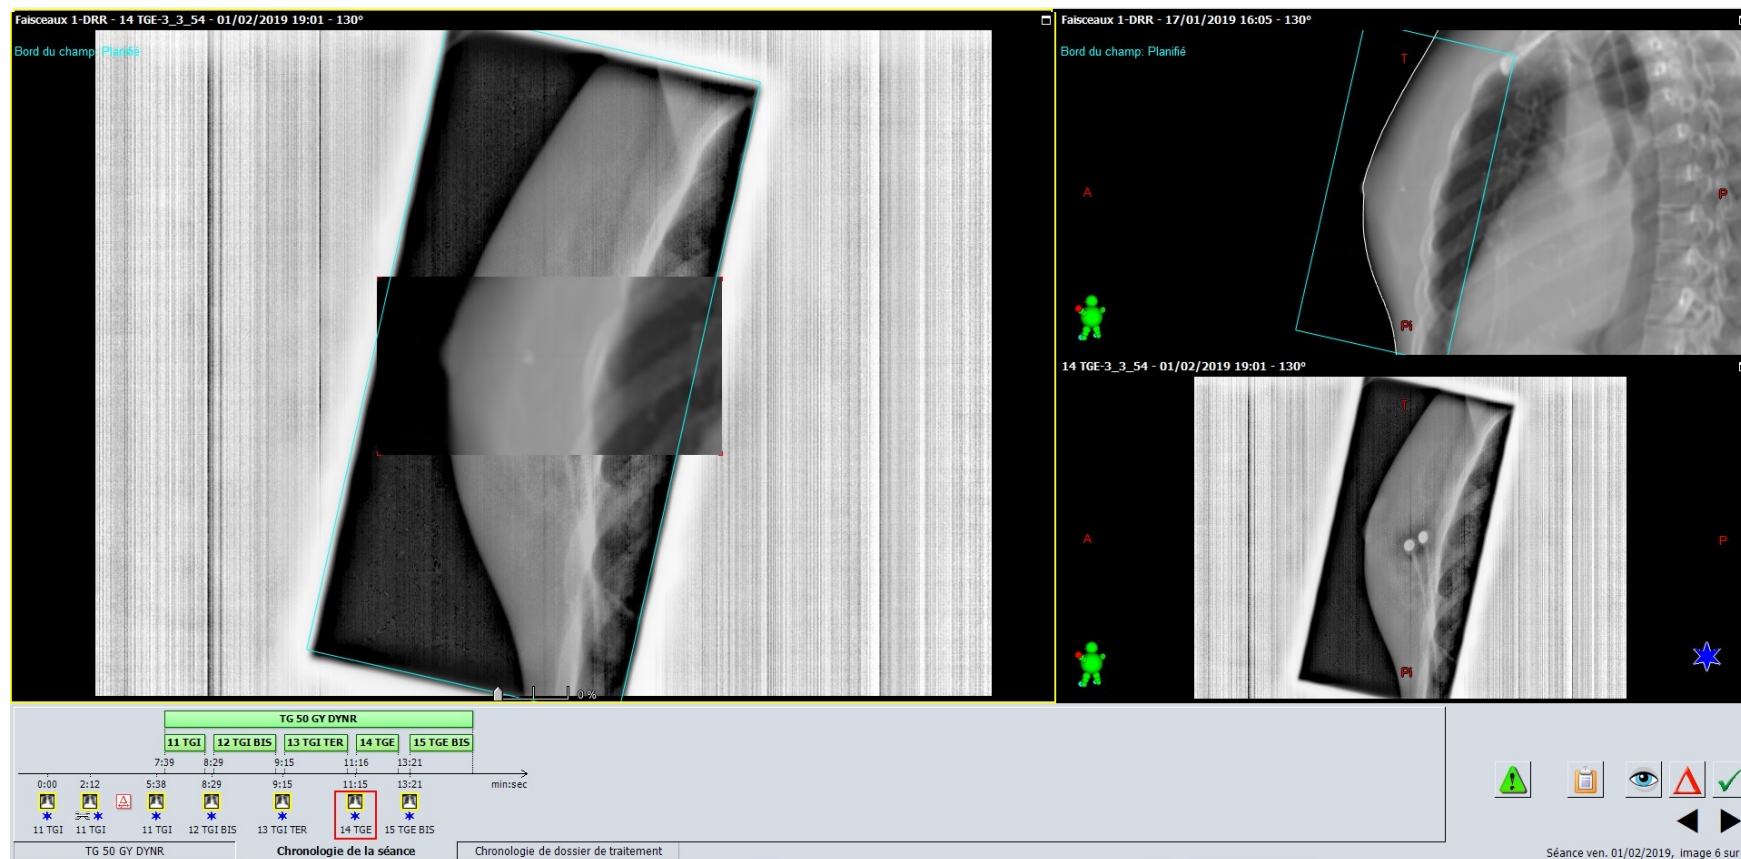 Faisceaux 1-DRR - 14 TGE-3_3_54 - 01/02/2019 19:01 - 130°
Bord du champ: Planifié
0 %
Faisceaux 1-DRR - 17/01/2019 16:05 - 130°
Bord du champ: Planifié
T
A
P
Pi
14 TGE-3_3_54 - 01/02/2019 19:01 - 130°
T
A
P
Pi
TG 50 GY DYNR
11 TGI 12 TGI BIS 13 TGI TER 14 TGE 15 TGE BIS
7:39 8:29 9:15 11:16 13:21
0:00 2:12 5:38 8:29 9:15 11:15 13:21 min:sec
11 TGI 11 TGI 11 TGI 12 TGI BIS 13 TGI TER 14 TGE 15 TGE BIS
TG 50 GY DYNR Chronologie de la séance Chronologie de dossier de traitement
Séance ven. 01/02/2019, image 6 sur